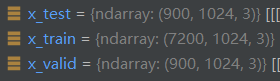 x_test = {ndarray: (900, 1024, 3)} [[[
x_train = {ndarray: (7200, 1024, 3)}
x_valid = {ndarray: (900, 1024, 3)} [[